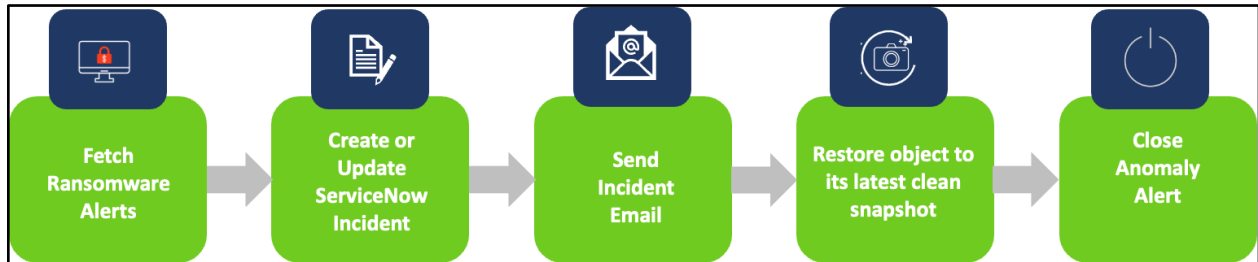 Fetch
Ransomware
Alerts
Create or
Update
ServiceNow
Incident
@
Send
Incident
Email
Restore object to
its latest clean
snapshot
Close
Anomaly
Alert